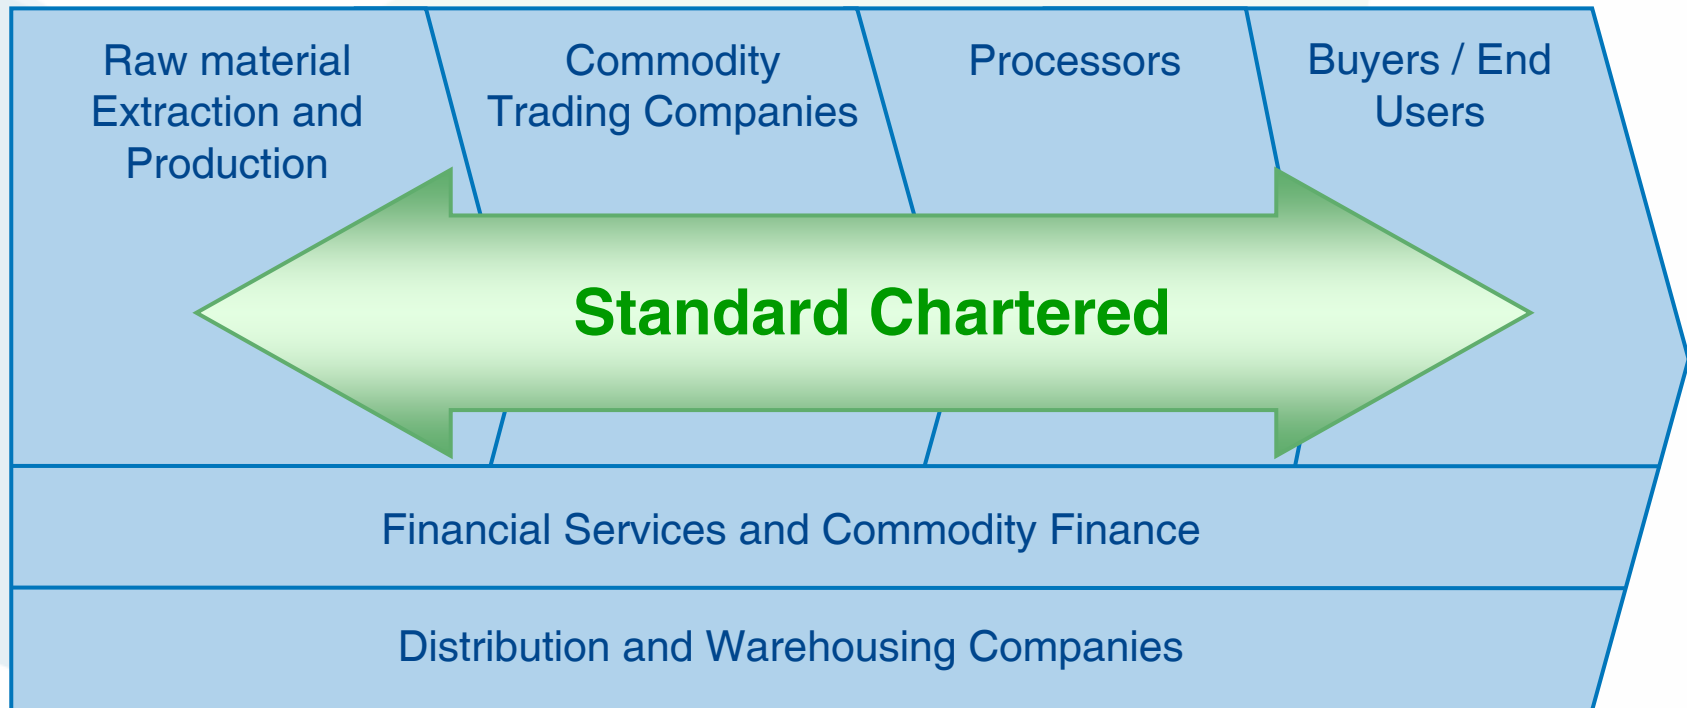 Raw material
Extraction and
Production
Commodity
Trading Companies
Processors
Buyers / End
Users
Standard Chartered
Financial Services and Commodity Finance
Distribution and Warehousing Companies